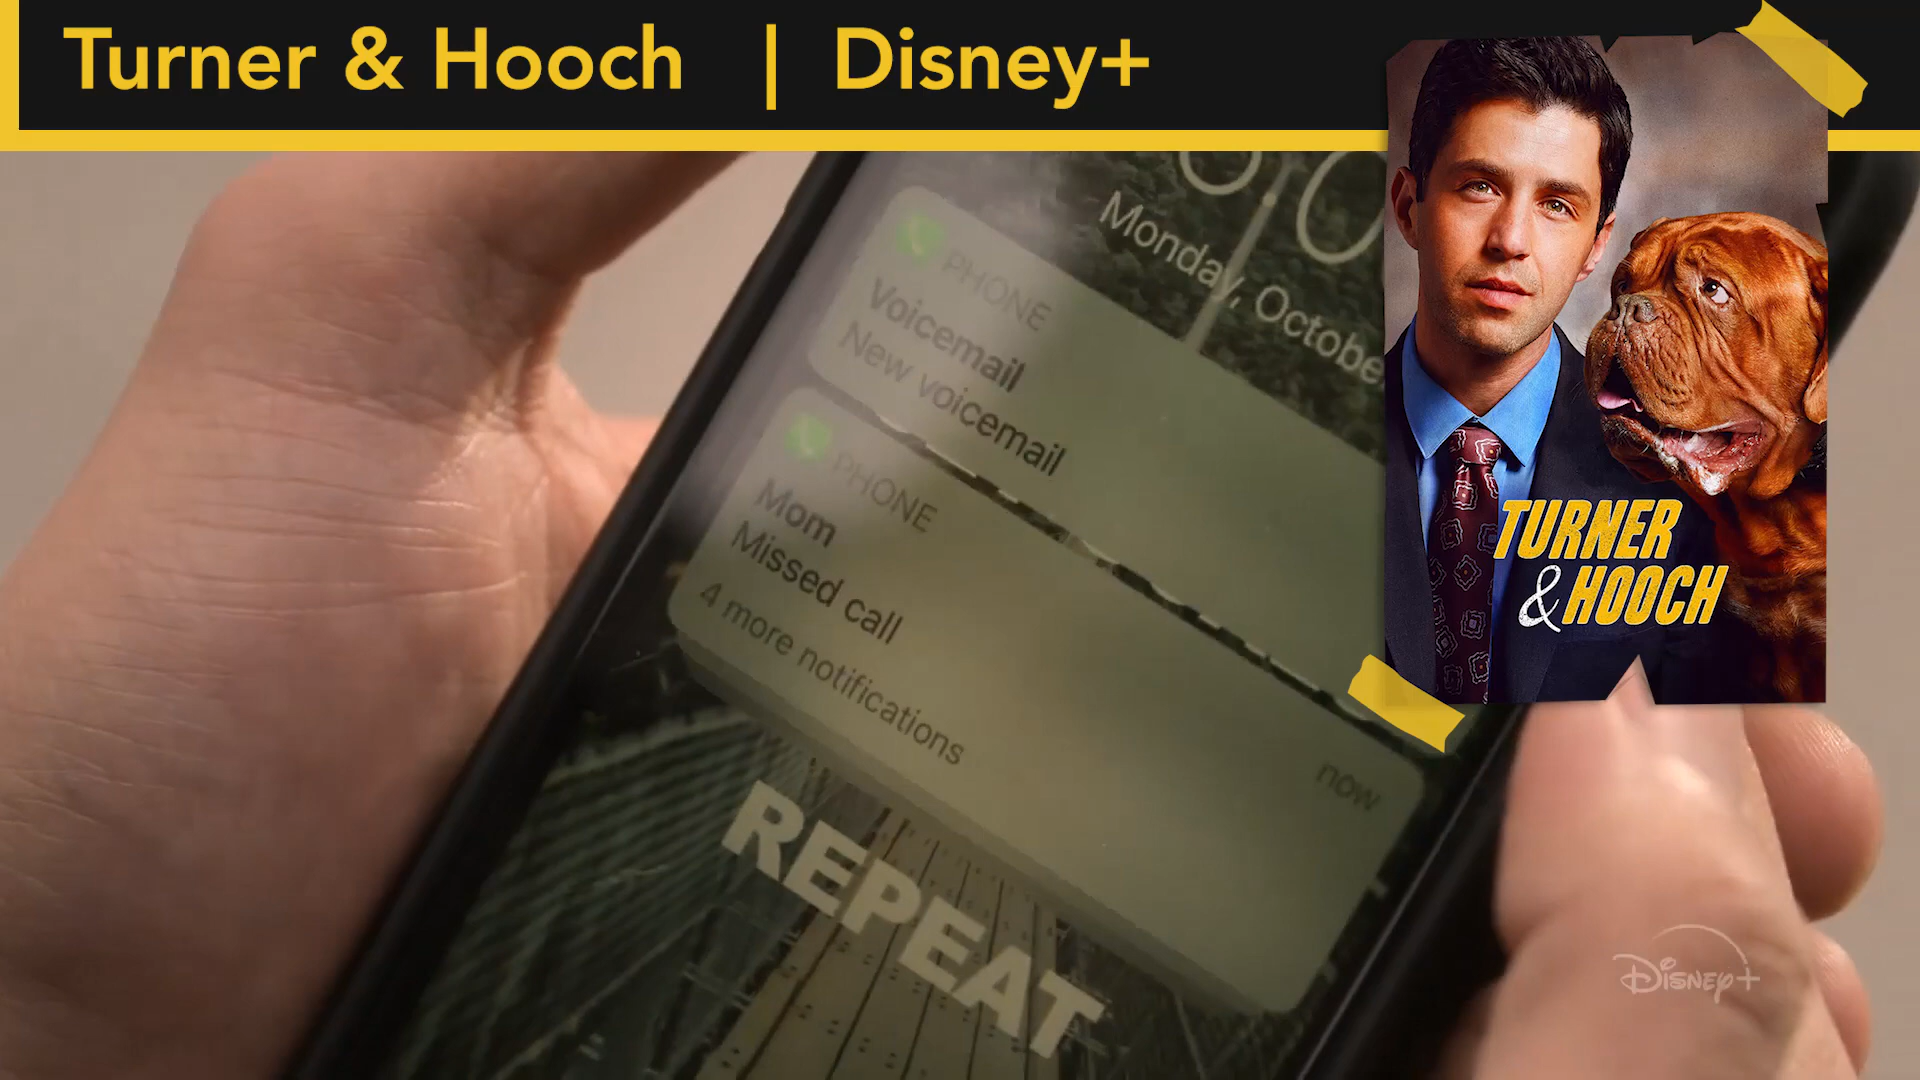 Turner & Hooch | Disney+
Monday, October
PHONE
Voicemail
New voicemail
PHONE
Mom
Missed call
4 more notifications
now
REPEAT
TURNER
& HOOCH
Disney+